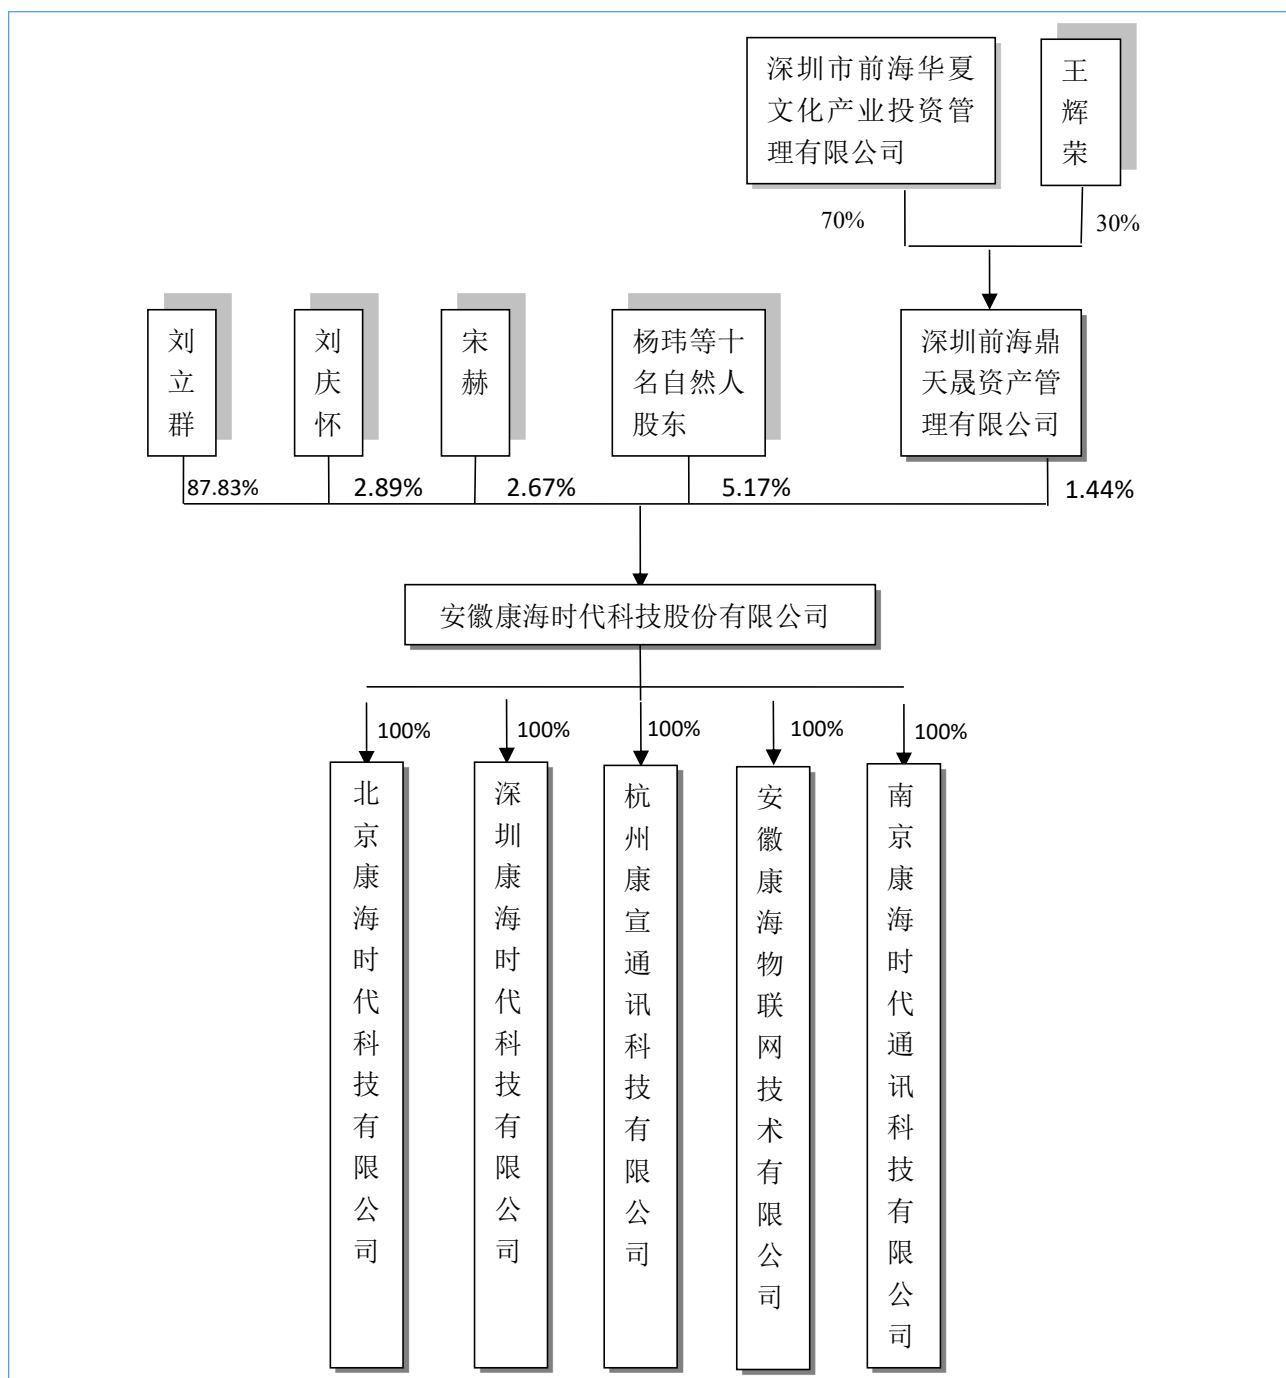 深圳市前海华夏
文化产业投资管
理有限公司
王辉荣
70%
30%
刘立群
刘庆怀
宋赫
杨玮等十
名自然人
股东
深圳前海鼎
天晟资产管
理有限公司
87.83%
2.89%
2.67%
5.17%
1.44%
安徽康海时代科技股份有限公司
100%
100%
100%
100%
100%
北京康海时代科技有限公司
深圳康海时代科技有限公司
杭州康宣通讯科技有限公司
安徽康海物联网技术有限公司
南京康海时代通讯科技有限公司